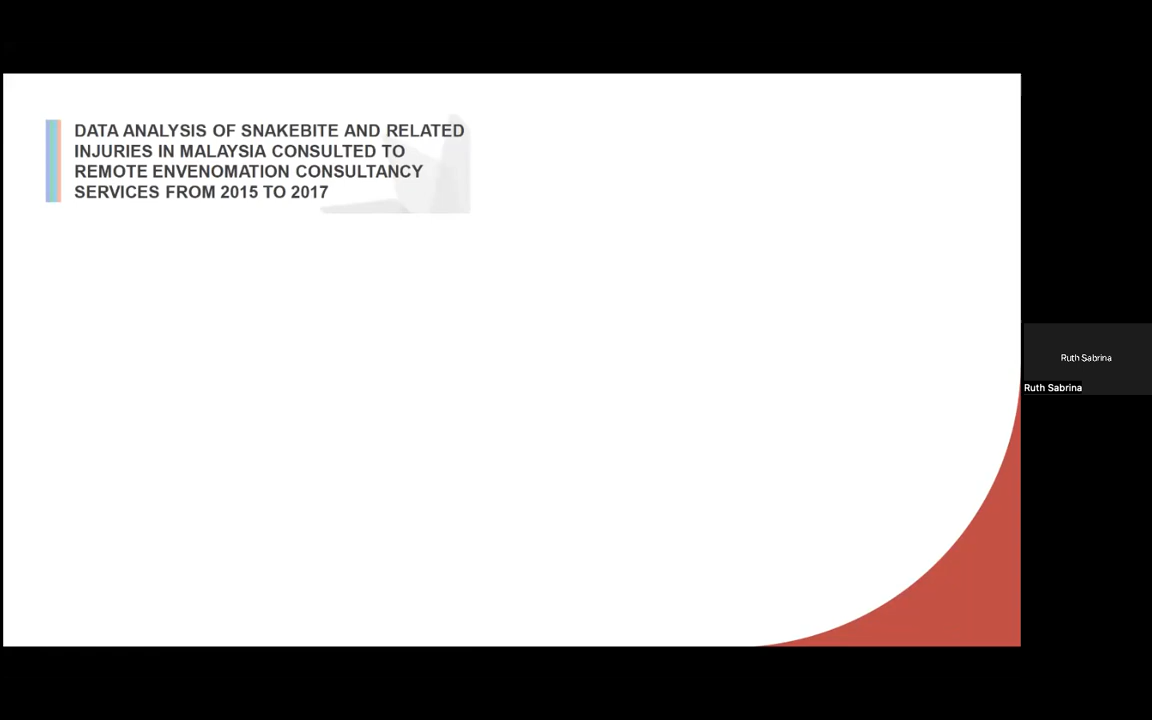 DATA ANALYSIS OF SNAKEBITE AND RELATED
INJURIES IN MALAYSIA CONSULTED TO
REMOTE ENVENOMATION CONSULTANCY
SERVICES FROM 2015 TO 2017
Ruth Sabrina
Ruth Sabrina